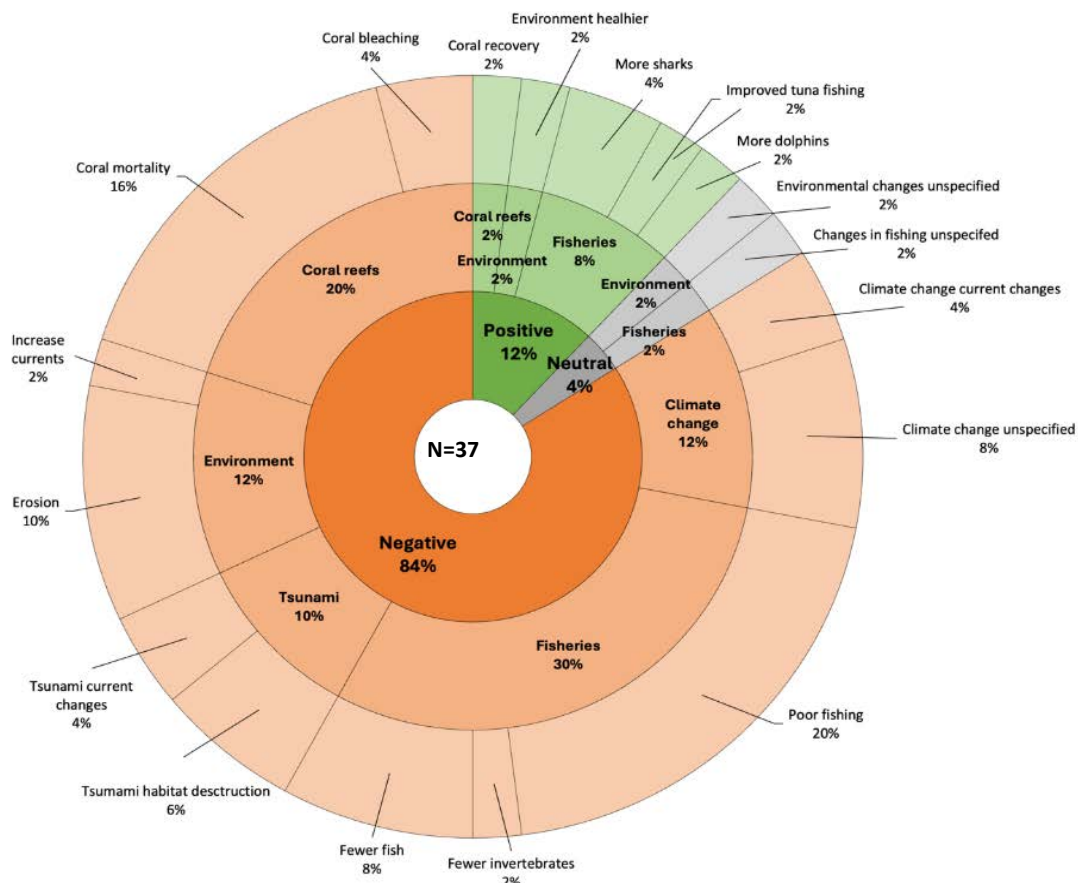 Environment healhier
2%
Coral bleaching
4%
Coral recovery
2%
More sharks
4%
Improved tuna fishing
2%
More dolphins
2%
Environmental changes unspecified
2%
Changes in fishing unspecifed
2%
Climate change current changes
4%
Climate change unspecified
8%
Poor fishing
20%
Fewer invertebrates
2%
Fewer fish
8%
Tsumami habitat desctruction
6%
Tsunami current
changes
4%
Erosion
10%
Increase
currents
2%
Coral mortality
16%
Coral reefs
2%
Environment
2%
Fisheries
8%
Environment
2%
Fisheries
2%
Climate
change
12%
Fisheries
30%
Tsunami
10%
Environment
12%
Coral reefs
20%
Positive
12%
Neutral
4%
Negative
84%
N=37